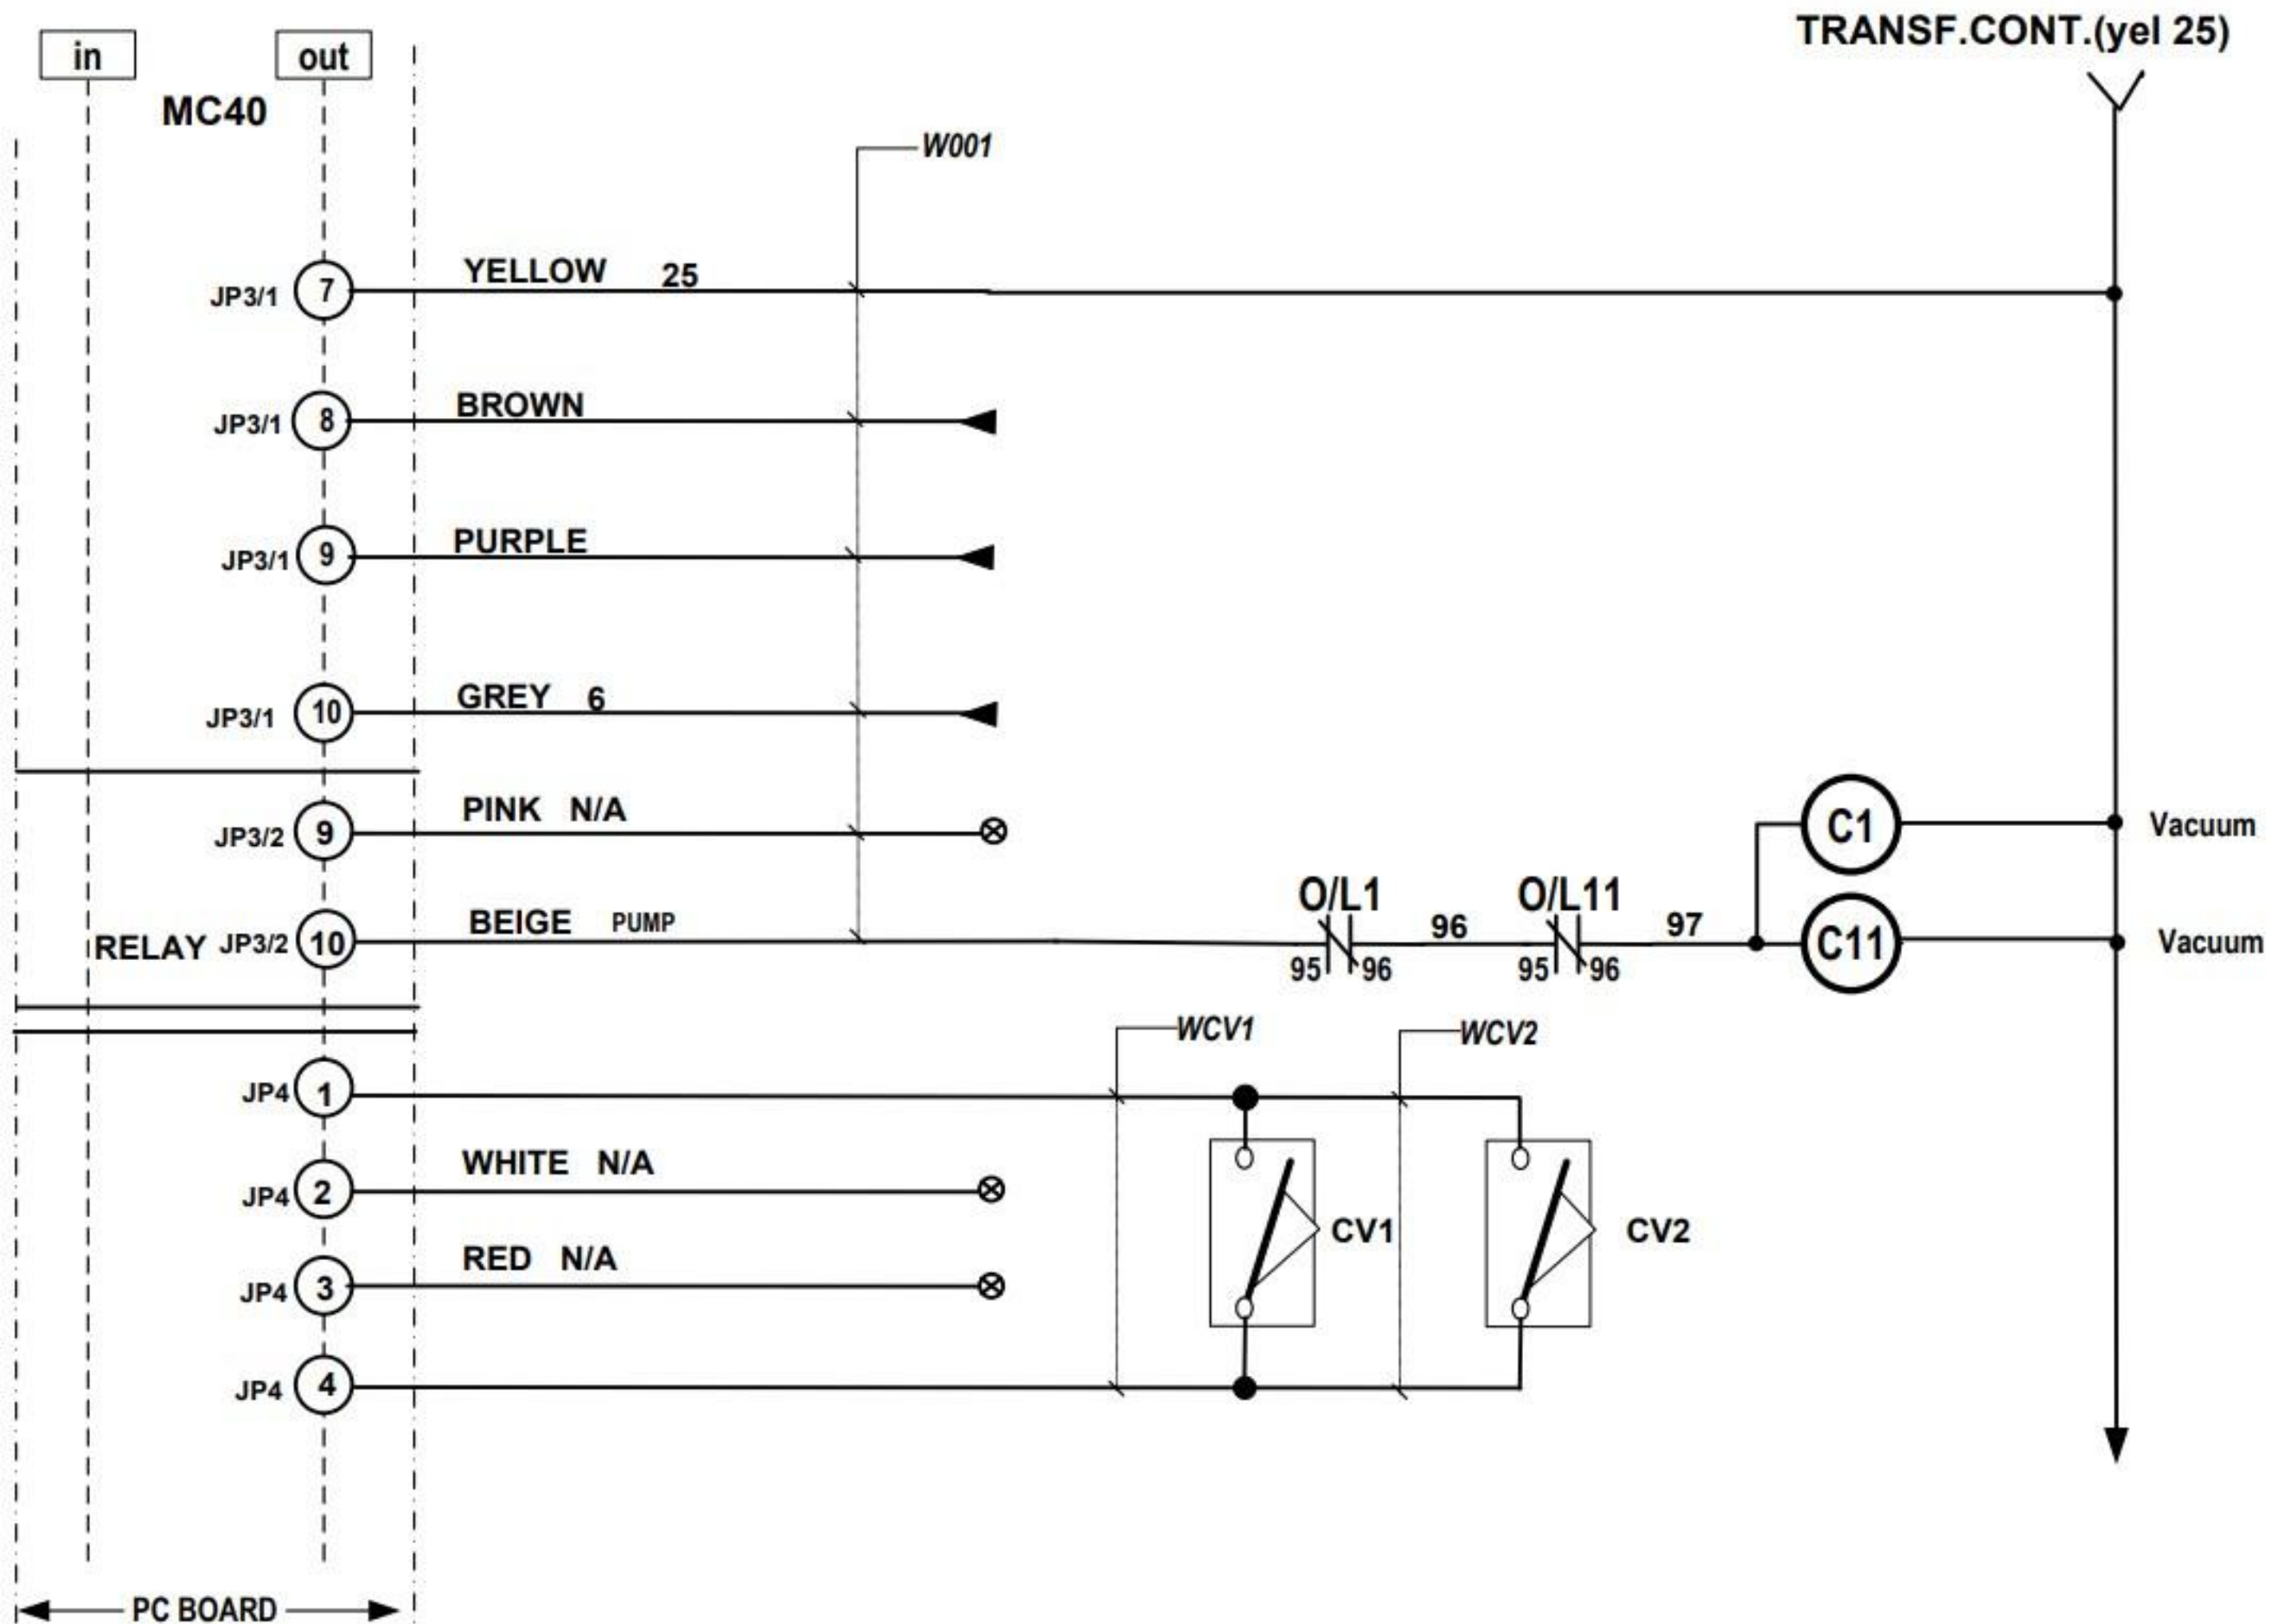 TRANSF.CONT.(yel 25)
in
out
MC40
W001
JP3/1
7
YELLOW 25
JP3/1
8
BROWN
JP3/1
9
PURPLE
JP3/1
10
GREY 6
JP3/2
9
PINK N/A
C1
Vacuum
RELAY JP3/2
10
BEIGE PUMP
O/L1
95
96
96
O/L11
95
96
97
C11
Vacuum
WCV1
WCV2
JP4
1
JP4
2
WHITE N/A
CV1
CV2
JP4
3
RED N/A
JP4
4
PC BOARD